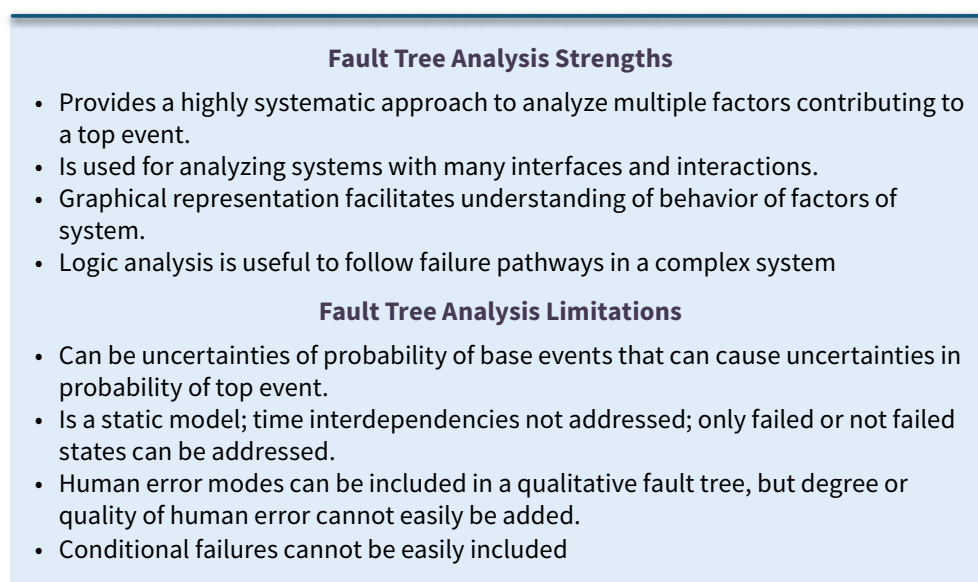 Fault Tree Analysis Strengths
• Provides a highly systematic approach to analyze multiple factors contributing to
a top event.
• Is used for analyzing systems with many interfaces and interactions.
• Graphical representation facilitates understanding of behavior of factors of
system.
• Logic analysis is useful to follow failure pathways in a complex system
Fault Tree Analysis Limitations
• Can be uncertainties of probability of base events that can cause uncertainties in
probability of top event.
• Is a static model; time interdependencies not addressed; only failed or not failed
states can be addressed.
• Human error modes can be included in a qualitative fault tree, but degree or
quality of human error cannot easily be added.
• Conditional failures cannot be easily included